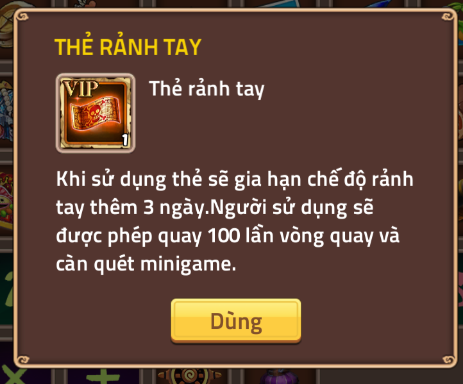 THẺ RẢNH TAY
VIP
Thẻ rảnh tay
1
Khi sử dụng thẻ sẽ gia hạn chế độ rảnh
tay thêm 3 ngày.Người sử dụng sẽ
được phép quay 100 lần vòng quay và
càn quét minigame.
Dùng